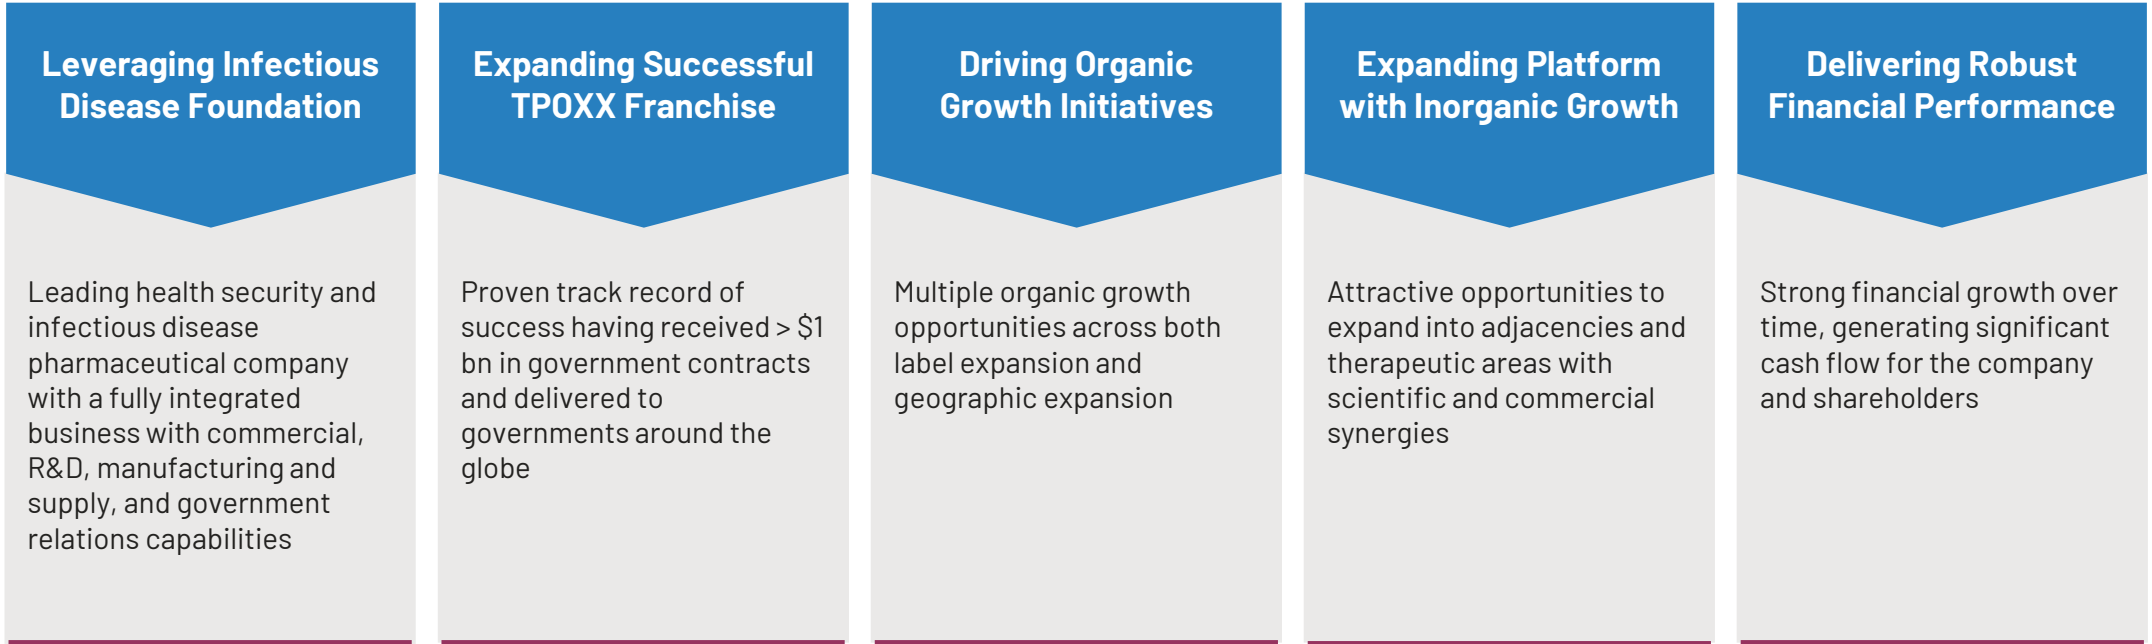 Leveraging Infectious
Disease Foundation
Leading health security and
infectious disease
pharmaceutical company
with a fully integrated
business with commercial,
R&D, manufacturing and
supply, and government
relations capabilities
Expanding Successful
TPOXX Franchise
Proven track record of
success having received > $1
bn in government contracts
and delivered to
governments around the
globe
Driving Organic
Growth Initiatives
Multiple organic growth
opportunities across both
label expansion and
geographic expansion
Expanding Platform
with Inorganic Growth
Attractive opportunities to
expand into adjacencies and
therapeutic areas with
scientific and commercial
synergies
Delivering Robust
Financial Performance
Strong financial growth over
time, generating significant
cash flow for the company
and shareholders